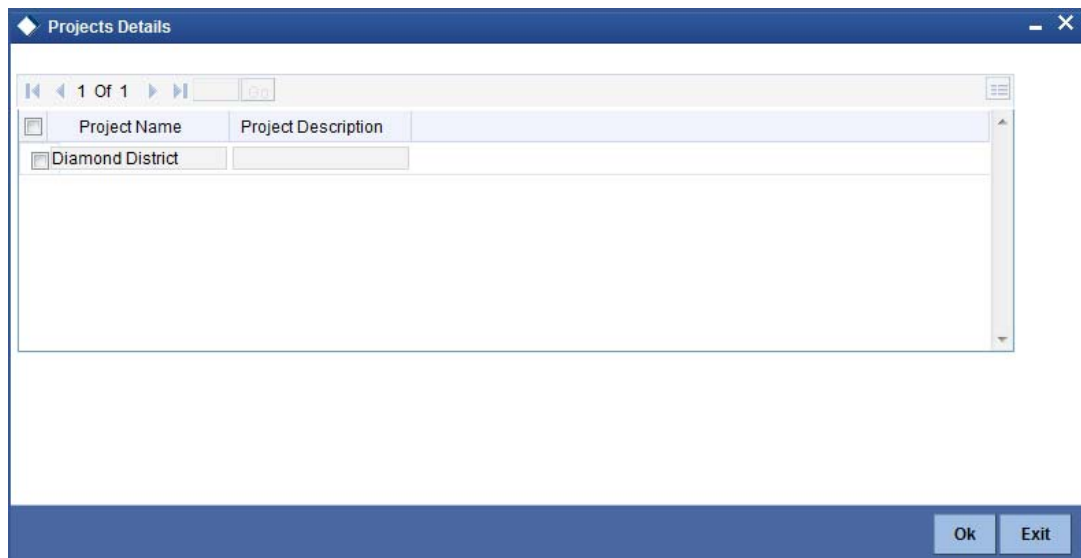 Projects Details
1 Of 1 Go
Project Name Project Description
Diamond District
Ok Exit